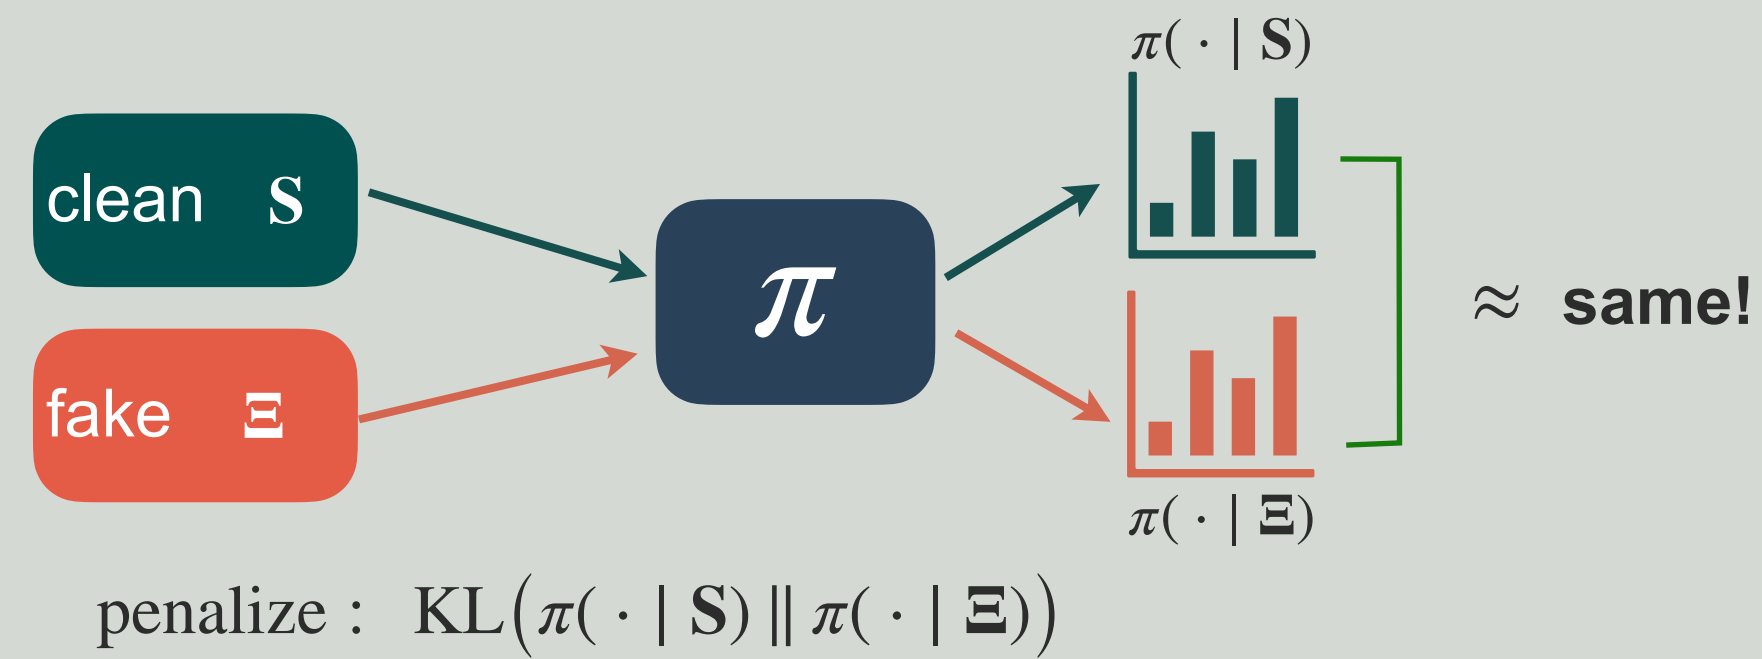 π( · | S)
clean S
π
≈ same!
fake Ξ
π( · | Ξ)
penalize : KL(π( · | S) ‖ π( · | Ξ))